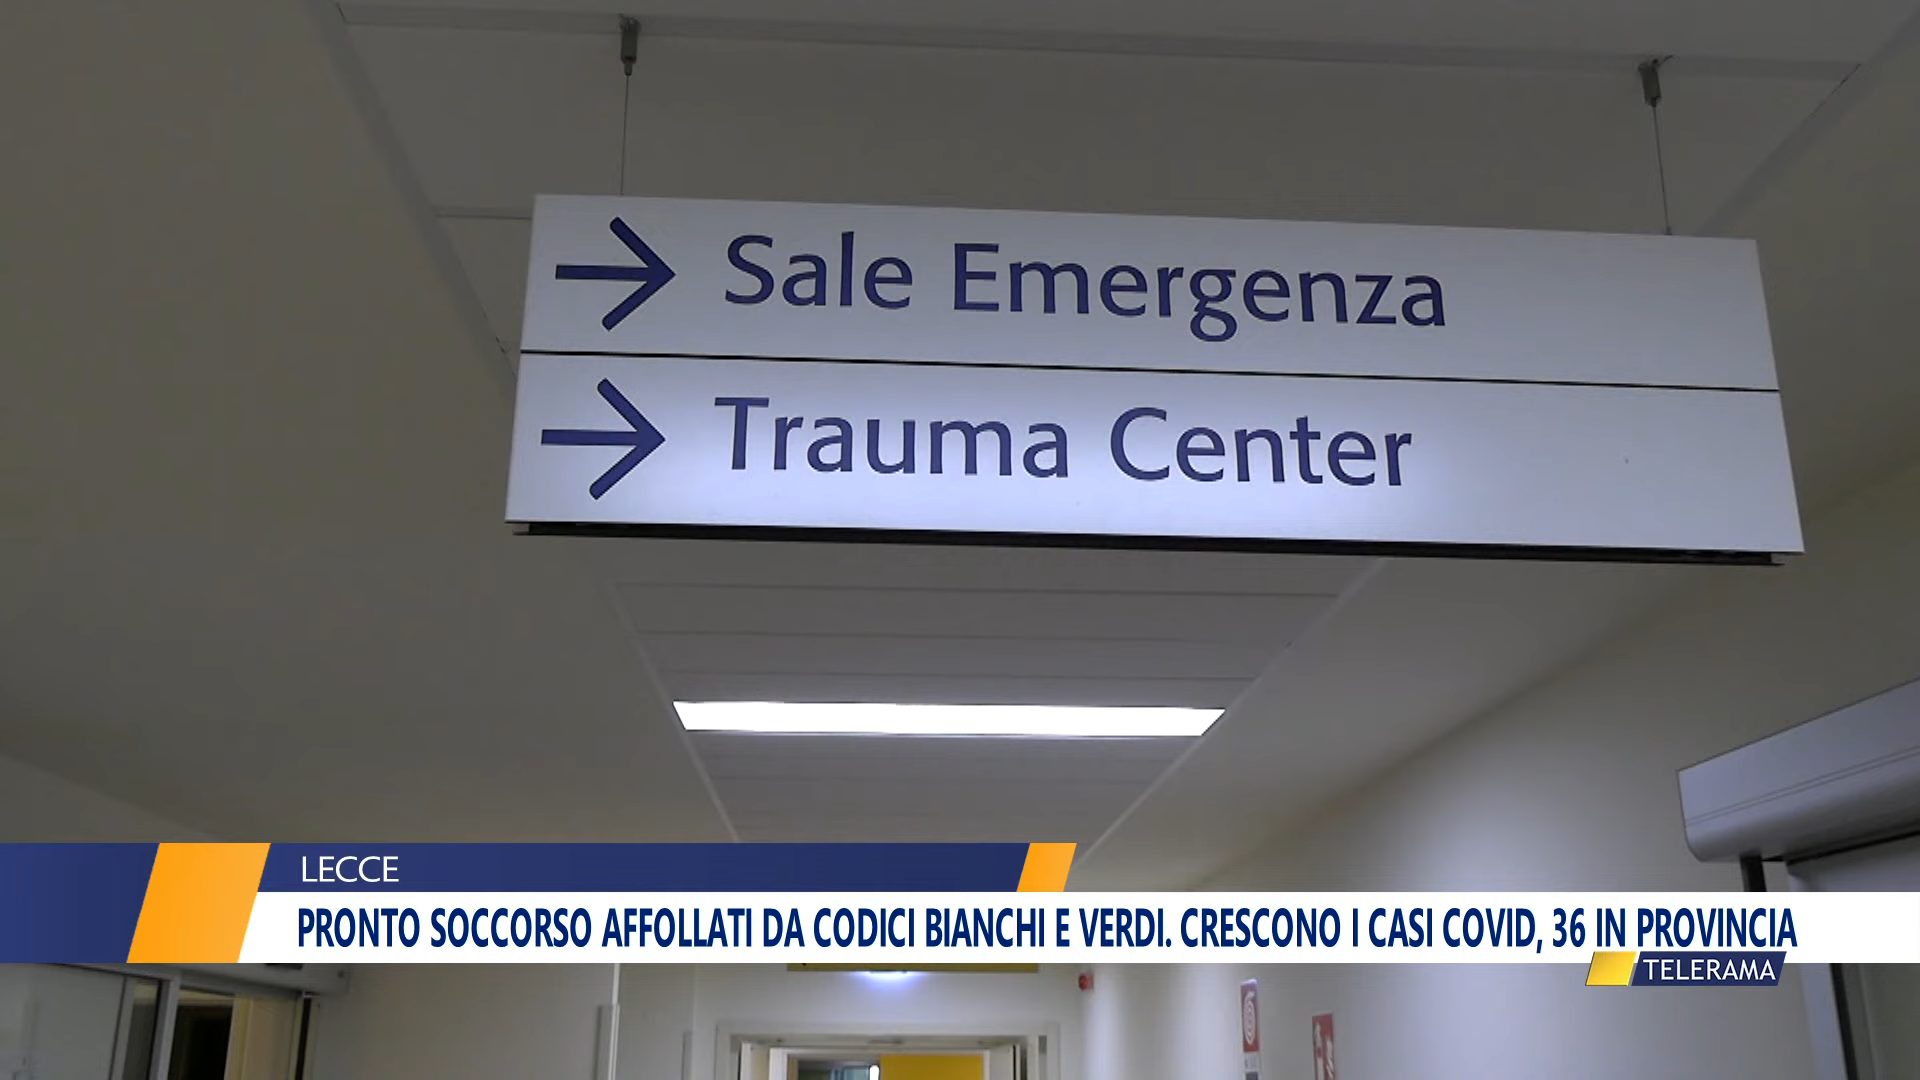 Sale Emergenza
Trauma Center
LECCE
PRONTO SOCCORSO AFFOLLATI DA CODICI BIANCHI E VERDI. CRESCONO I CASI COVID, 36 IN PROVINCIA
TELERAMA